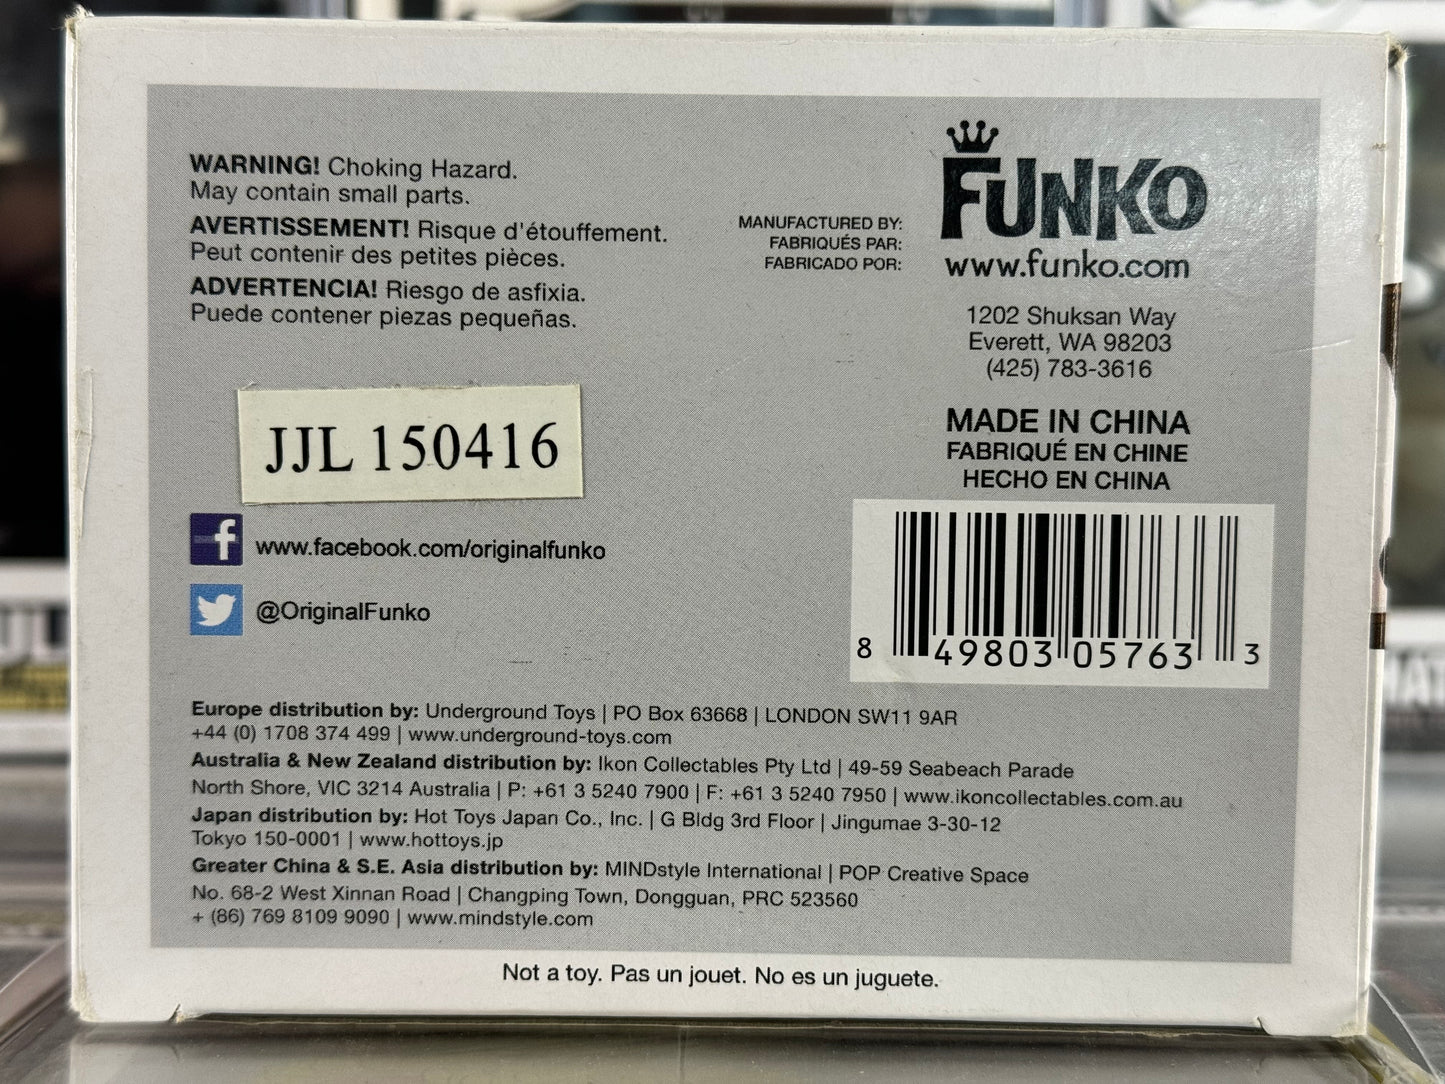 WARNING! Choking Hazard.
May contain small parts.
AVERTISSEMENT! Risque d'étouffement.
Peut contenir des petites pièces.
ADVERTENCIA! Riesgo de asfixia.
Puede contener piezas pequeñas.
MANUFACTURED BY:
FABRIQUÉS PAR:
FABRICADO POR:
FUNKO
www.funko.com
1202 Shuksan Way
Everett, WA 98203
(425) 783-3616
MADE IN CHINA
FABRIQUÉ EN CHINE
HECHO EN CHINA
JJL 150416
f www.facebook.com/originalfunko
@OriginalFunko
8 49803 05763 3
Europe distribution by: Underground Toys | PO Box 63668 | LONDON SW11 9AR
+44 (0) 1708 374 499 | www.underground-toys.com
Australia & New Zealand distribution by: Ikon Collectables Pty Ltd | 49-59 Seabeach Parade
North Shore, VIC 3214 Australia | P: +61 3 5240 7900 | F: +61 3 5240 7950 | www.ikoncollectables.com.au
Japan distribution by: Hot Toys Japan Co., Inc. | G Bldg 3rd Floor | Jingumae 3-30-12
Tokyo 150-0001 | www.hottoys.jp
Greater China & S.E. Asia distribution by: MINDstyle International | POP Creative Space
No. 68-2 West Xinnan Road | Changping Town, Dongguan, PRC 523560
+ (86) 769 8109 9090 | www.mindstyle.com
Not a toy. Pas un jouet. No es un juguete.